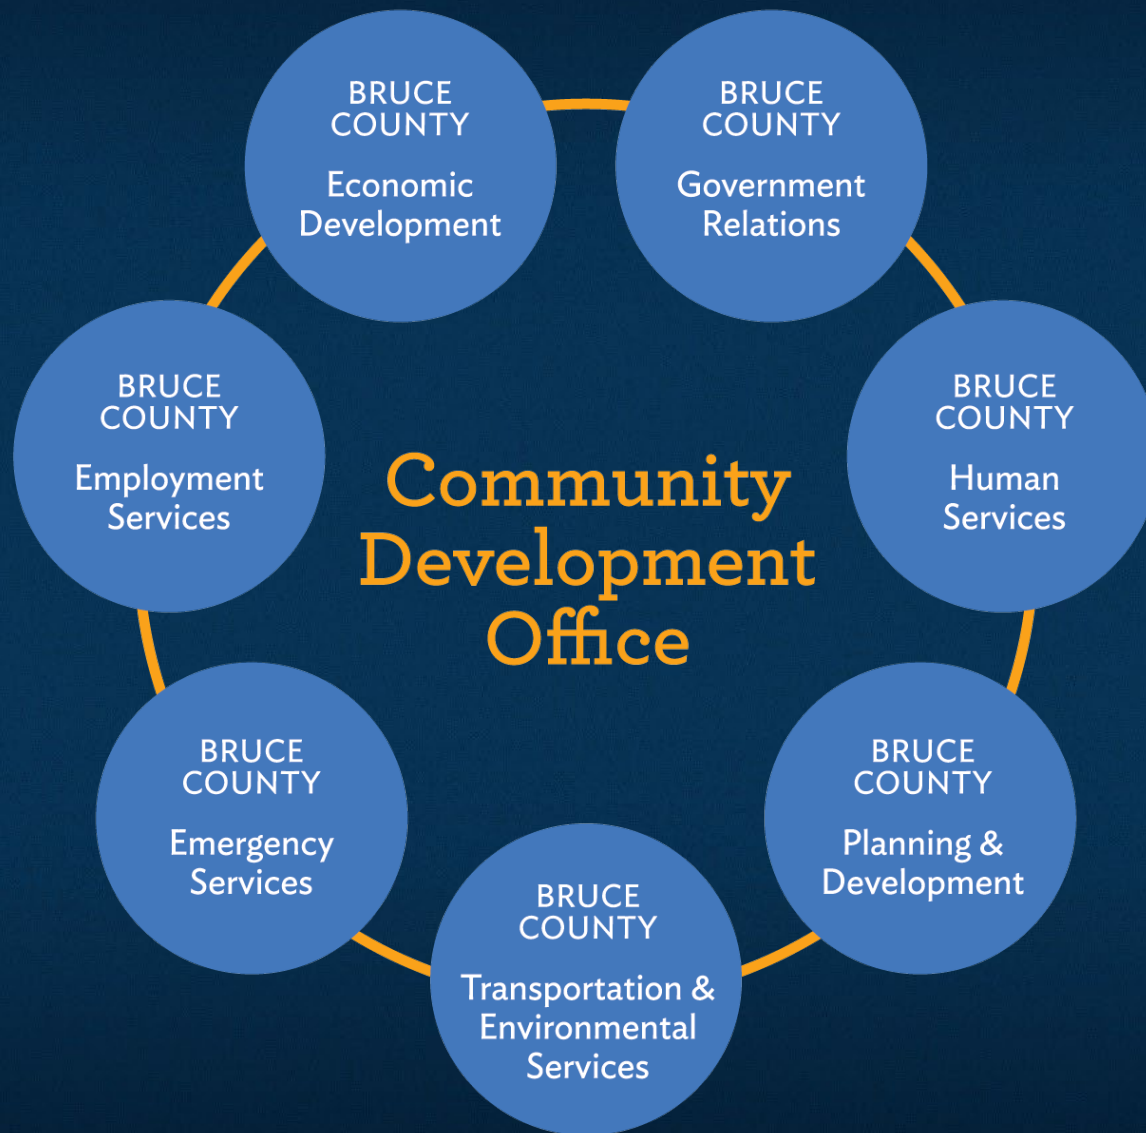 BRUCE
COUNTY
Economic
Development
BRUCE
COUNTY
Government
Relations
BRUCE
COUNTY
Employment
Services
Community
Development
Office
BRUCE
COUNTY
Human
Services
BRUCE
COUNTY
Emergency
Services
BRUCE
COUNTY
Planning &
Development
BRUCE
COUNTY
Transportation &
Environmental
Services